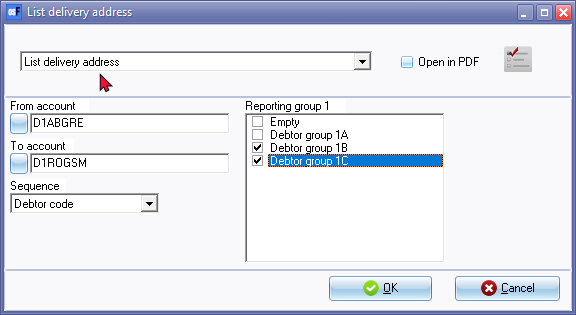 List delivery address
List delivery address
Open in PDF
From account
D1ABGRE
To account
D1ROGSM
Sequence
Debtor code
Reporting group 1
Empty
Debtor group 1A
Debtor group 1B
Debtor group 1C
OK
Cancel